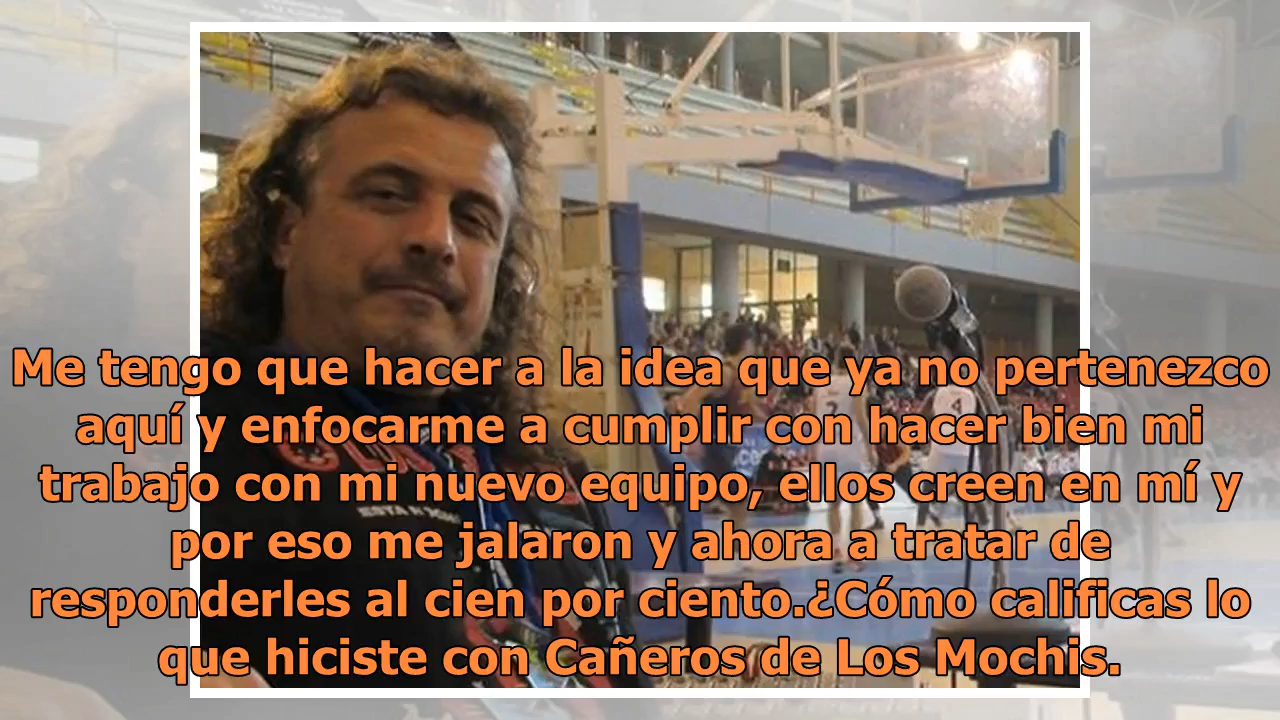 Me tengo que hacer a la idea que ya no pertenezco
aquí y enfocarme a cumplir con hacer bien mi
trabajo con mi nuevo equipo, ellos creen en mí y
por eso me jalaron y ahora a tratar de
responderles al cien por ciento.¿Cómo calificas lo
que hiciste con Cañeros de Los Mochis.
4